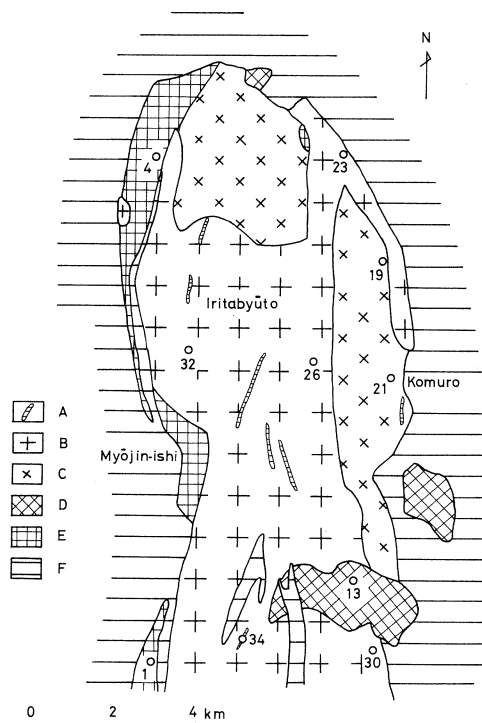 N
4
23
19
Iritabyūto
32
26
21
Komuro
A
B
C
D
E
F
Myōjin-ishi
13
34
30
1
0 2 4 km